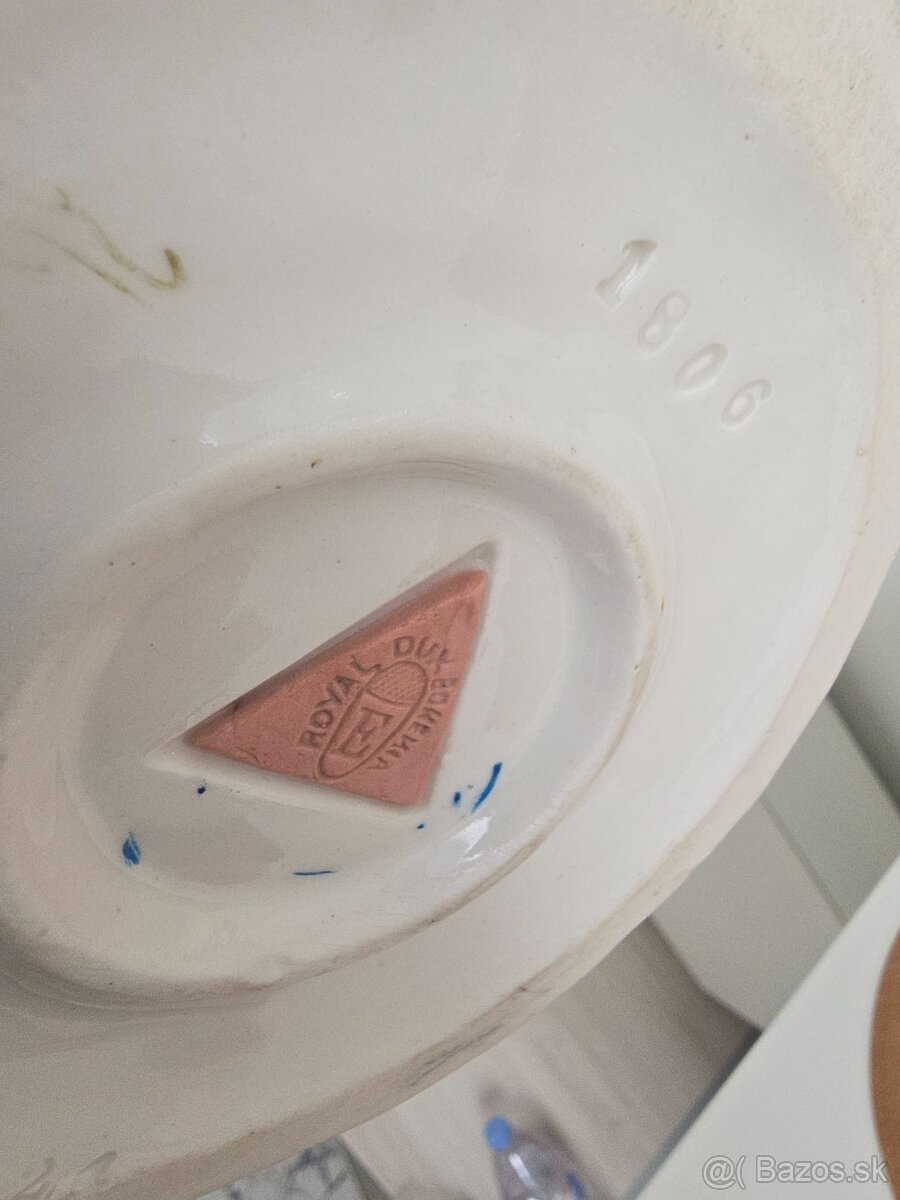 1806
ROYAL DUX BOHEMIA
E
@( Bazos.sk